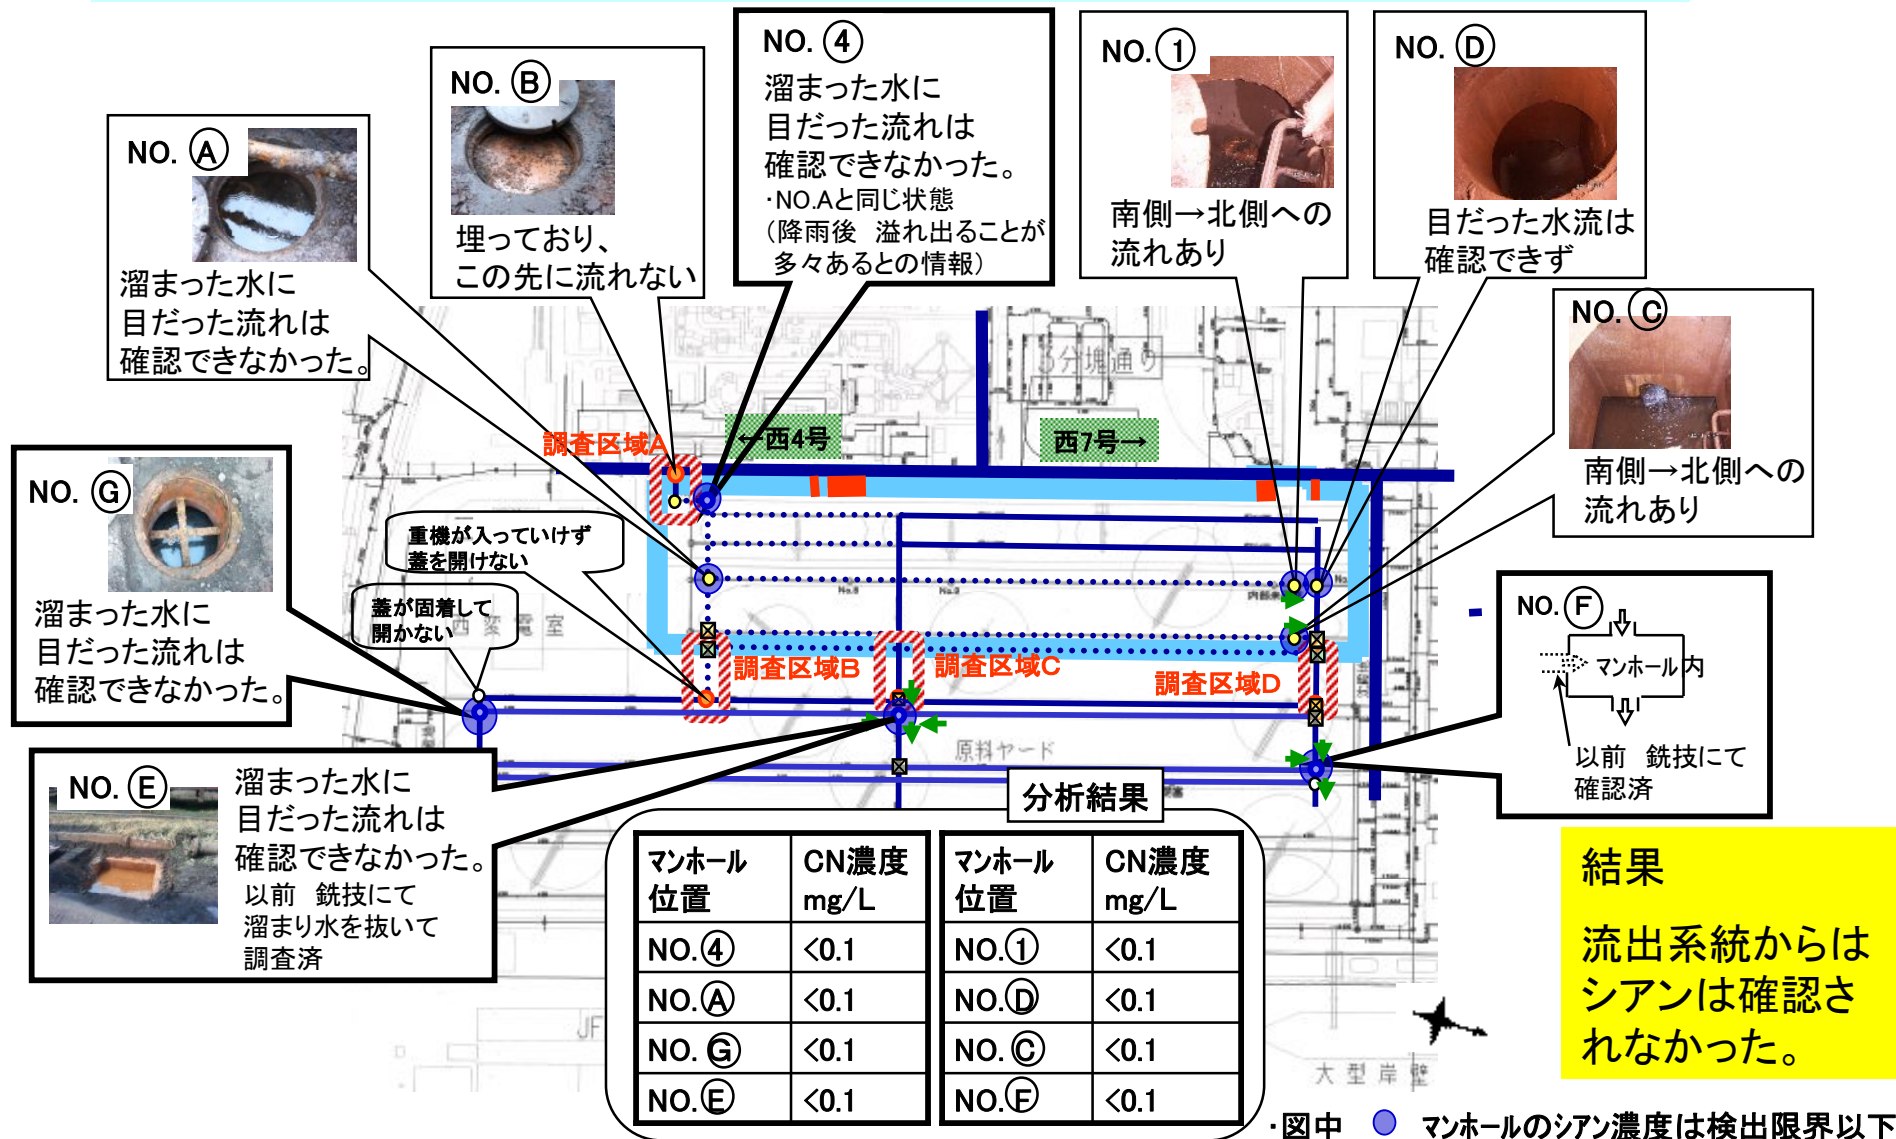 NO. Ⓐ
溜まった水に
目だった流れは
確認できなかった。
NO. Ⓑ
埋っており、
この先に流れない
NO. ④
溜まった水に
目だった流れは
確認できなかった。
・NO.Aと同じ状態
（降雨後　溢れ出ることが
多々あるとの情報）
NO. ①
南側→北側への
流れあり
NO. Ⓓ
目だった水流は
確認できず
NO. Ⓒ
南側→北側への
流れあり
NO. Ⓖ
溜まった水に
目だった流れは
確認できなかった。
重機が入っていけず
蓋を開けない
蓋が固着して
開かない
調査区域A
←西4号
西7号→
5分塊通り
西変電室
No.8
No.9
調査区域B
調査区域C
調査区域D
原料ヤード
NO. Ⓕ
マンホール内
以前　銑技にて
確認済
NO. Ⓔ
溜まった水に
目だった流れは
確認できなかった。
以前　銑技にて
溜まり水を抜いて
調査済
分析結果
マンホール位置 CN濃度 mg/L マンホール位置 CN濃度 mg/L
NO.④ <0.1 NO.① <0.1
NO.Ⓐ <0.1 NO.Ⓓ <0.1
NO.Ⓖ <0.1 NO.Ⓒ <0.1
NO.Ⓔ <0.1 NO.Ⓕ <0.1
結果
流出系統からは
シアンは確認さ
れなかった。
JF
大型岸壁
・図中　マンホールのシアン濃度は検出限界以下